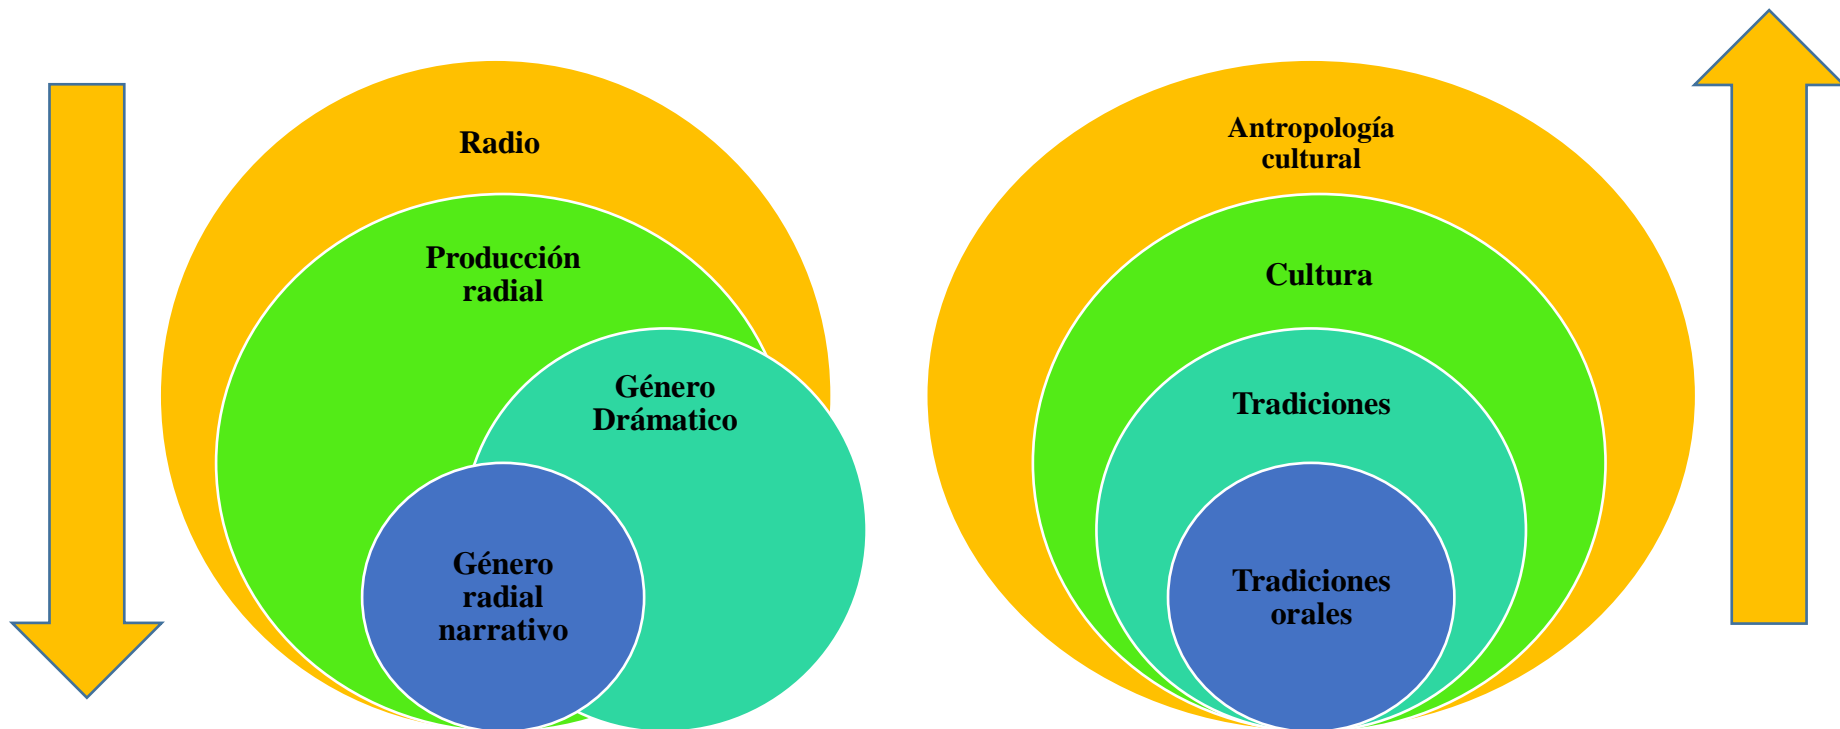 Radio
Producción
radial
Género
Drámatico
Género
radial
narrativo
Antropología
cultural
Cultura
Tradiciones
Tradiciones
orales